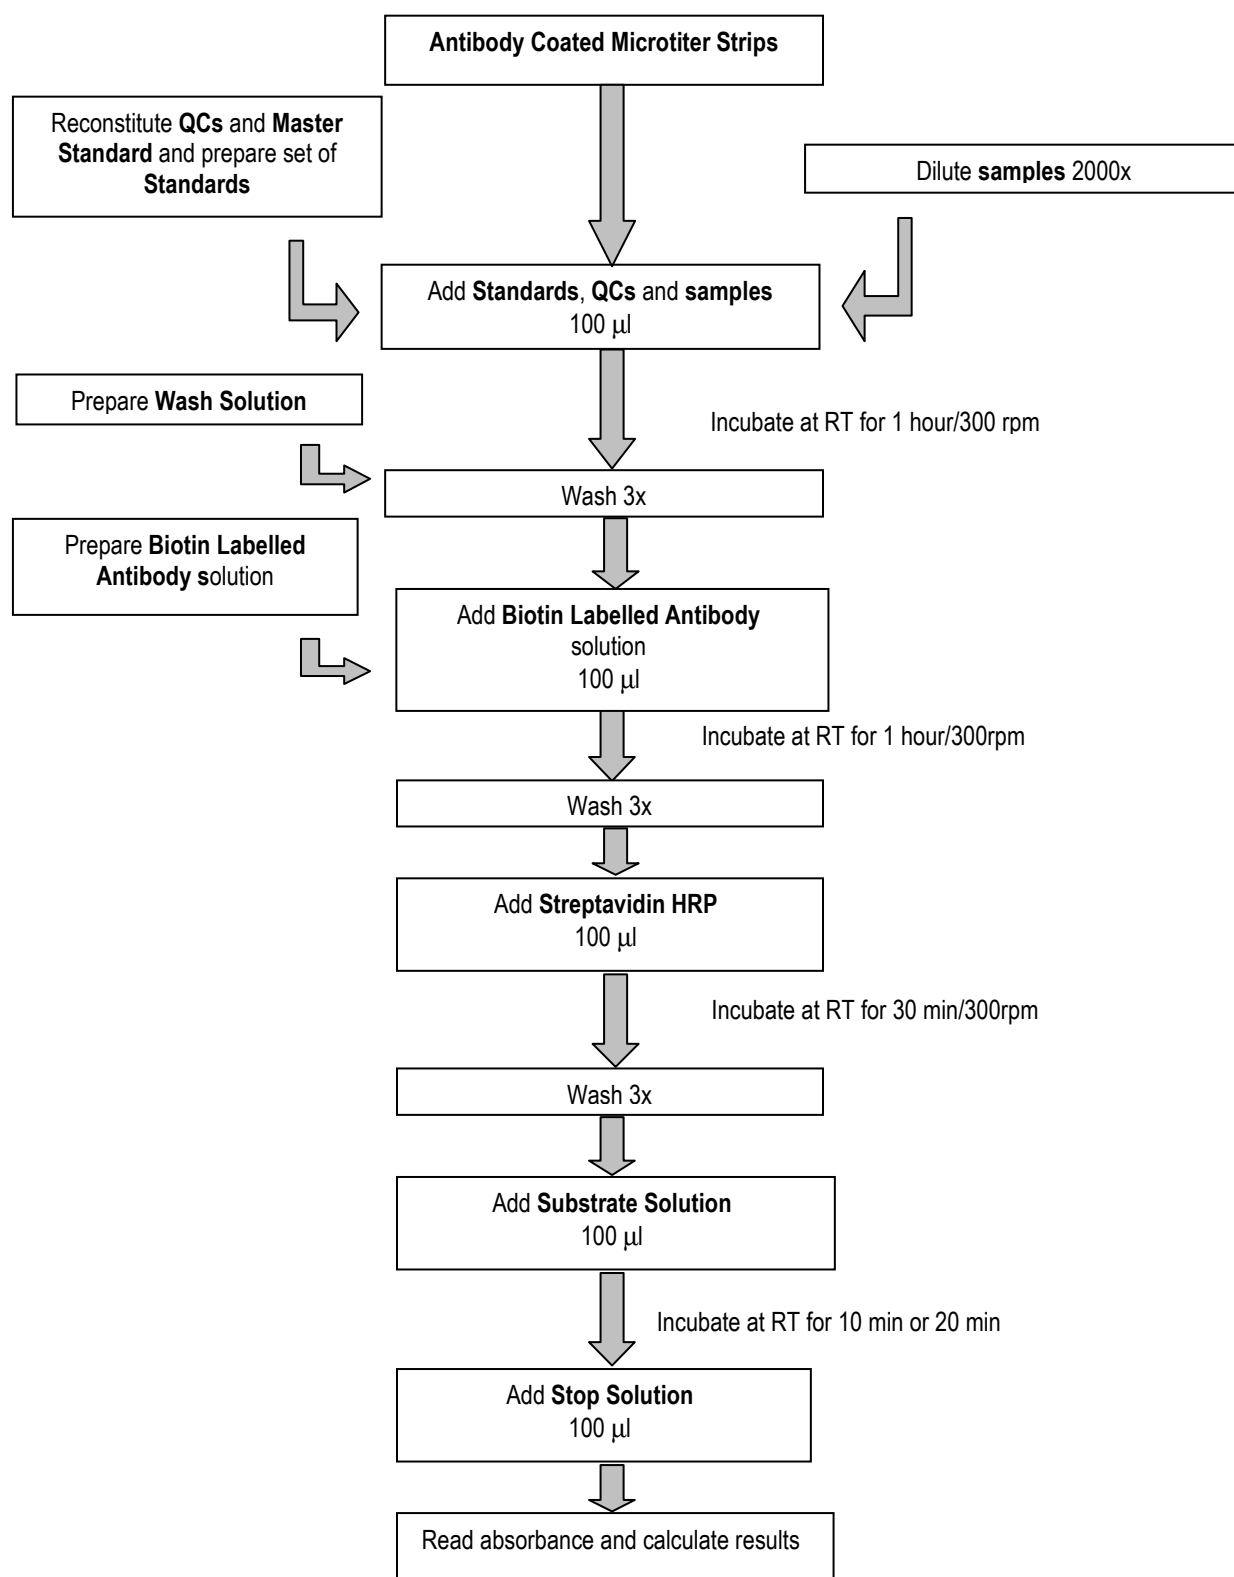 Antibody Coated Microtiter Strips
Reconstitute QCs and Master
Standard and prepare set of
Standards
Dilute samples 2000x
Add Standards, QCs and samples
100 µl
Prepare Wash Solution
Incubate at RT for 1 hour/300 rpm
Wash 3x
Prepare Biotin Labelled
Antibody solution
Add Biotin Labelled Antibody
solution
100 µl
Incubate at RT for 1 hour/300rpm
Wash 3x
Add Streptavidin HRP
100 µl
Incubate at RT for 30 min/300rpm
Wash 3x
Add Substrate Solution
100 µl
Incubate at RT for 10 min or 20 min
Add Stop Solution
100 µl
Read absorbance and calculate results